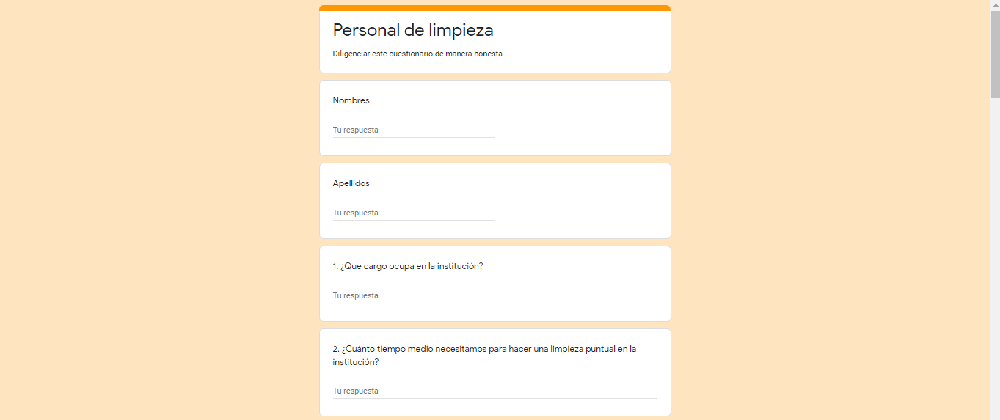 Personal de limpieza
Diligenciar este cuestionario de manera honesta.
Nombres
Tu respuesta
Apellidos
Tu respuesta
1. ¿Que cargo ocupa en la institución?
Tu respuesta
2. ¿Cuánto tiempo medio necesitamos para hacer una limpieza puntual en la
institución?
Tu respuesta